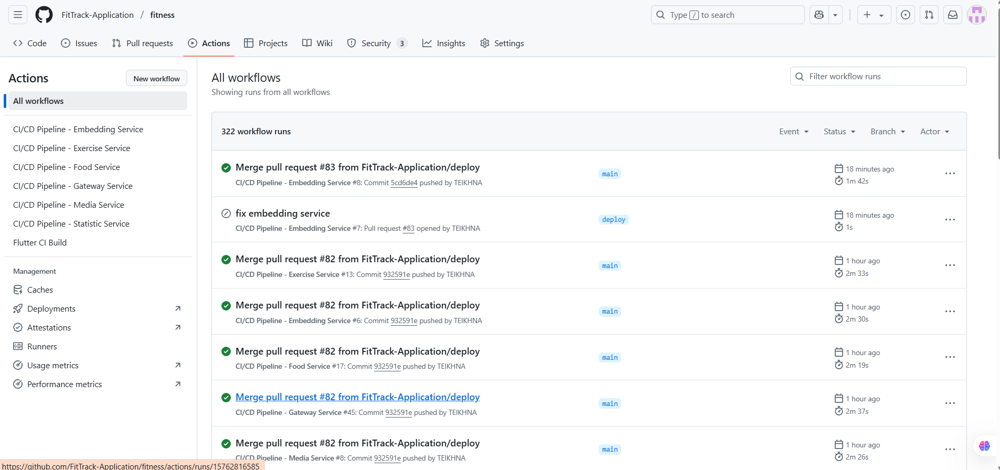 FitTrack-Application / fitness
Type / to search
Code
Issues
Pull requests
Actions
Projects
Wiki
Security 3
Insights
Settings
Actions
New workflow
All workflows
CI/CD Pipeline - Embedding Service
CI/CD Pipeline - Exercise Service
CI/CD Pipeline - Food Service
CI/CD Pipeline - Gateway Service
CI/CD Pipeline - Media Service
CI/CD Pipeline - Statistic Service
Flutter CI Build
Management
Caches
Deployments
Attestations
Runners
Usage metrics
Performance metrics
All workflows
Showing runs from all workflows
Filter workflow runs
322 workflow runs
Event
Status
Branch
Actor
Merge pull request #83 from FitTrack-Application/deploy
CI/CD Pipeline - Embedding Service #8: Commit 5cd6de4 pushed by TEIKHNA
main
18 minutes ago
1m 42s
fix embedding service
CI/CD Pipeline - Embedding Service #7: Pull request #83 opened by TEIKHNA
deploy
18 minutes ago
1s
Merge pull request #82 from FitTrack-Application/deploy
CI/CD Pipeline - Exercise Service #13: Commit 932591e pushed by TEIKHNA
main
1 hour ago
2m 33s
Merge pull request #82 from FitTrack-Application/deploy
CI/CD Pipeline - Embedding Service #6: Commit 932591e pushed by TEIKHNA
main
1 hour ago
2m 30s
Merge pull request #82 from FitTrack-Application/deploy
CI/CD Pipeline - Food Service #17: Commit 932591e pushed by TEIKHNA
main
1 hour ago
2m 19s
Merge pull request #82 from FitTrack-Application/deploy
CI/CD Pipeline - Gateway Service #45: Commit 932591e pushed by TEIKHNA
main
1 hour ago
2m 37s
Merge pull request #82 from FitTrack-Application/deploy
CI/CD Pipeline - Media Service #8: Commit 932591e pushed by TEIKHNA
main
1 hour ago
2m 26s
https://github.com/FitTrack-Application/fitness/actions/runs/15762816585